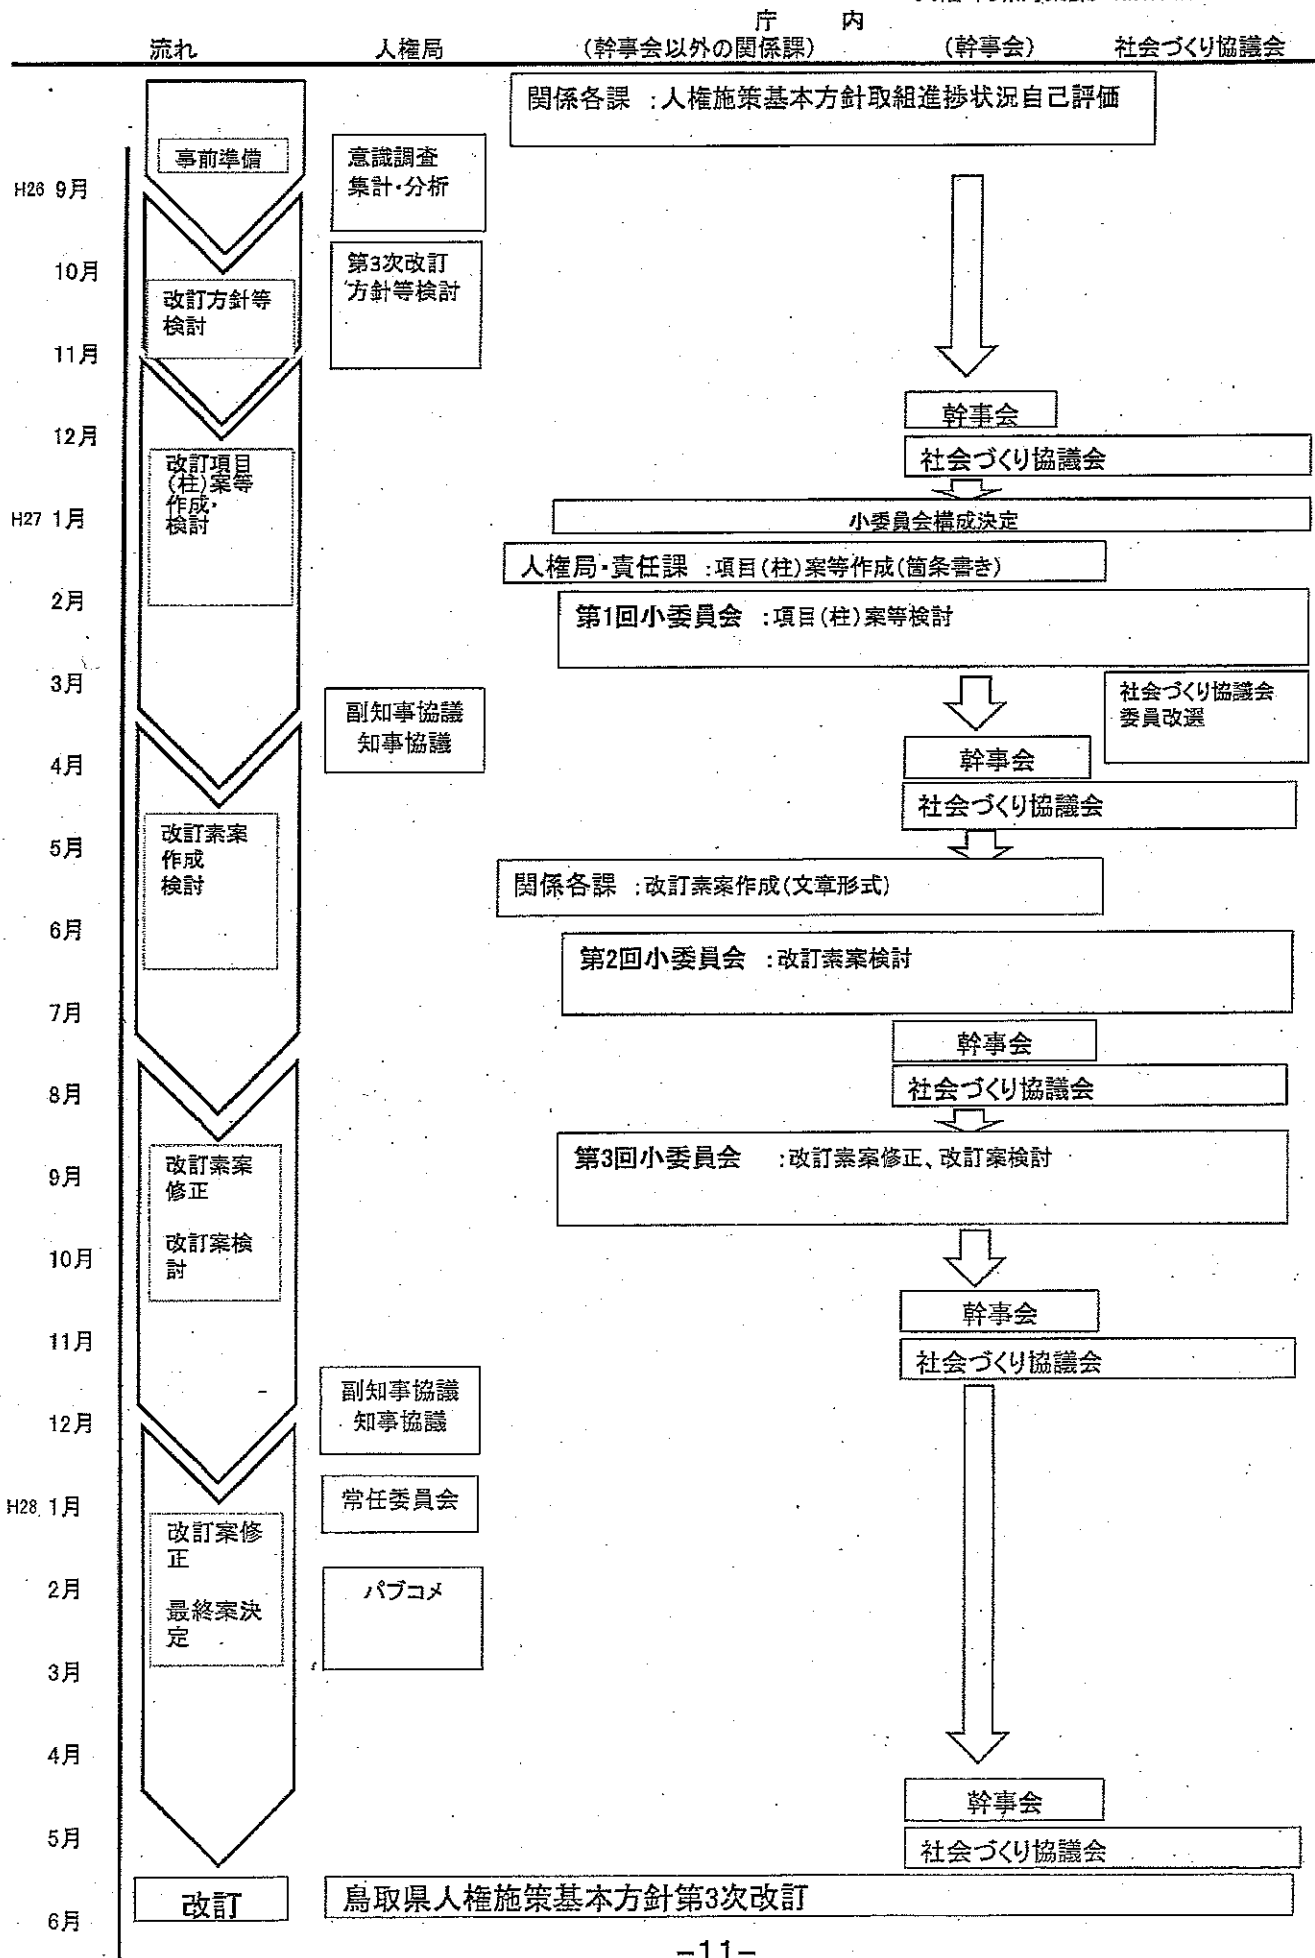 庁　内
流れ　人権局　(幹事会以外の関係課)　(幹事会)　社会づくり協議会
関係各課 :人権施策基本方針取組進捗状況自己評価
事前準備
意識調査
集計・分析
H26 9月
10月
第3次改訂
方針等検討
改訂方針等
検討
11月
幹事会
12月
社会づくり協議会
改訂項目
(柱)案等
作成・
検討
H27 1月
小委員会構成決定
人権局・責任課 :項目(柱)案等作成(箇条書き)
2月
第1回小委員会 :項目(柱)案等検討
3月
社会づくり協議会
委員改選
副知事協議
知事協議
4月
幹事会
社会づくり協議会
改訂素案
作成
検討
5月
関係各課 :改訂素案作成(文章形式)
6月
第2回小委員会 :改訂素案検討
7月
幹事会
8月
社会づくり協議会
改訂素案
修正
改訂案検
討
9月
第3回小委員会 :改訂素案修正、改訂案検討
10月
幹事会
11月
社会づくり協議会
副知事協議
知事協議
12月
常任委員会
H28 1月
改訂案修
正
最終案決
定
2月
パブコメ
3月
4月
幹事会
5月
社会づくり協議会
改訂
鳥取県人権施策基本方針第3次改訂
6月
-11-